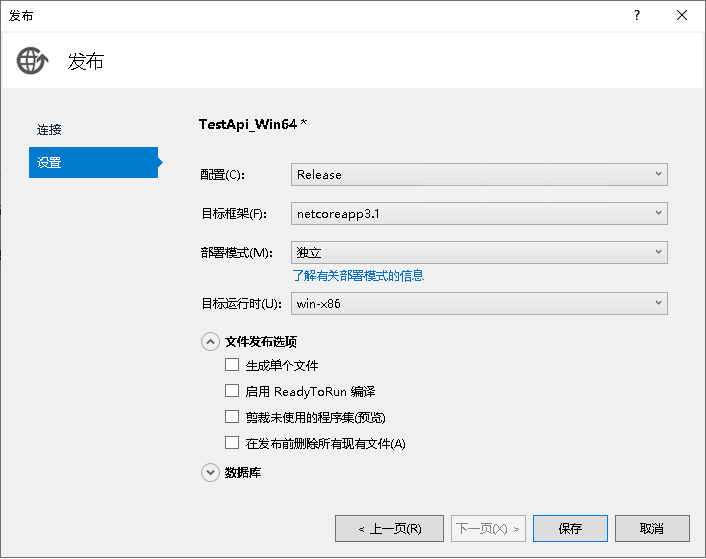 发布
?
发布
连接
设置
TestApi_Win64 *
配置(C): Release
目标框架(F): netcoreapp3.1
部署模式(M): 独立
了解有关部署模式的信息
目标运行时(U): win-x86
文件发布选项
生成单个文件
启用 ReadyToRun 编译
剪裁未使用的程序集(预览)
在发布前删除所有现有文件(A)
数据库
< 上一页(R) 下一页(X) > 保存 取消